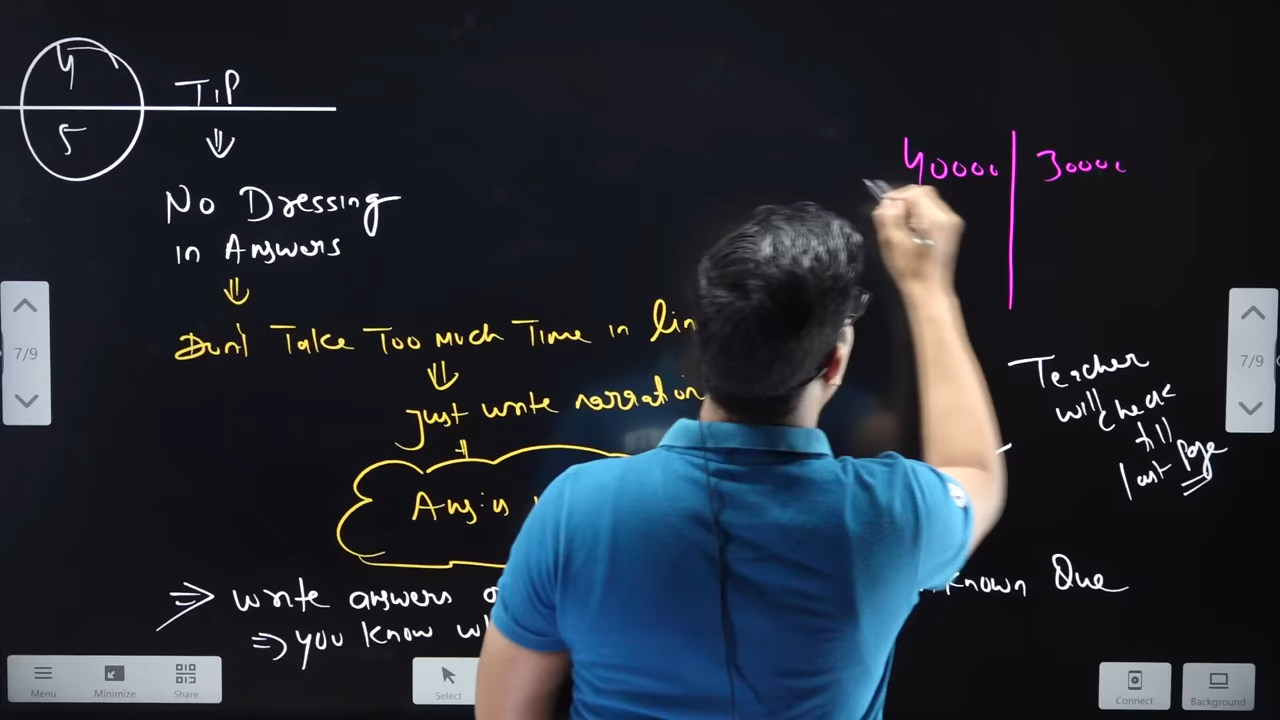 4
5
TIP
No Dressing
in Answers
Don't Take Too Much Time in lin
Just write narration
Ans is
⇒ write answers
known Que
⇒ you know
40000 | 30000
Teacher
will check
till
last page
7/9
7/9
Menu
Minimize
Share
Select
Connect
Background